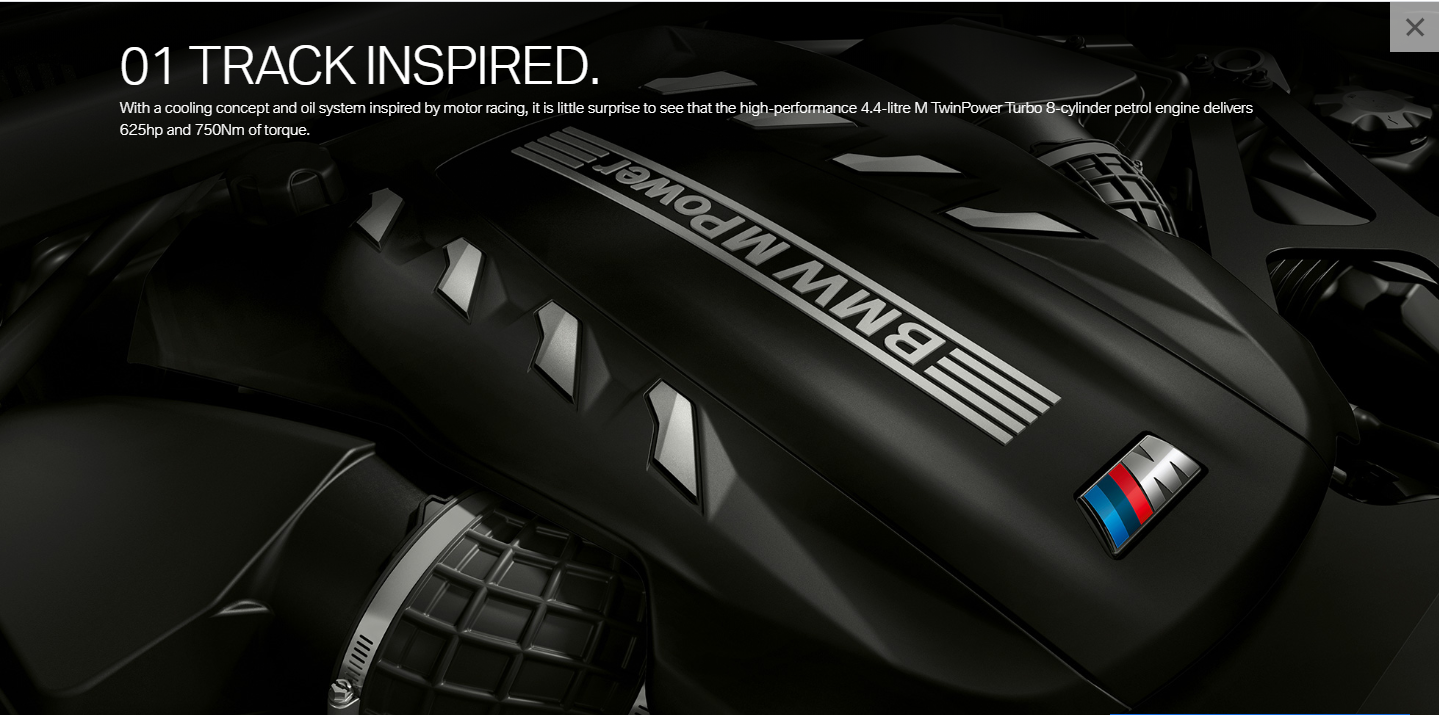 01 TRACK INSPIRED.
With a cooling concept and oil system inspired by motor racing, it is little surprise to see that the high-performance 4.4-litre M TwinPower Turbo 8-cylinder petrol engine delivers
625hp and 750Nm of torque.
BMW M Power
M